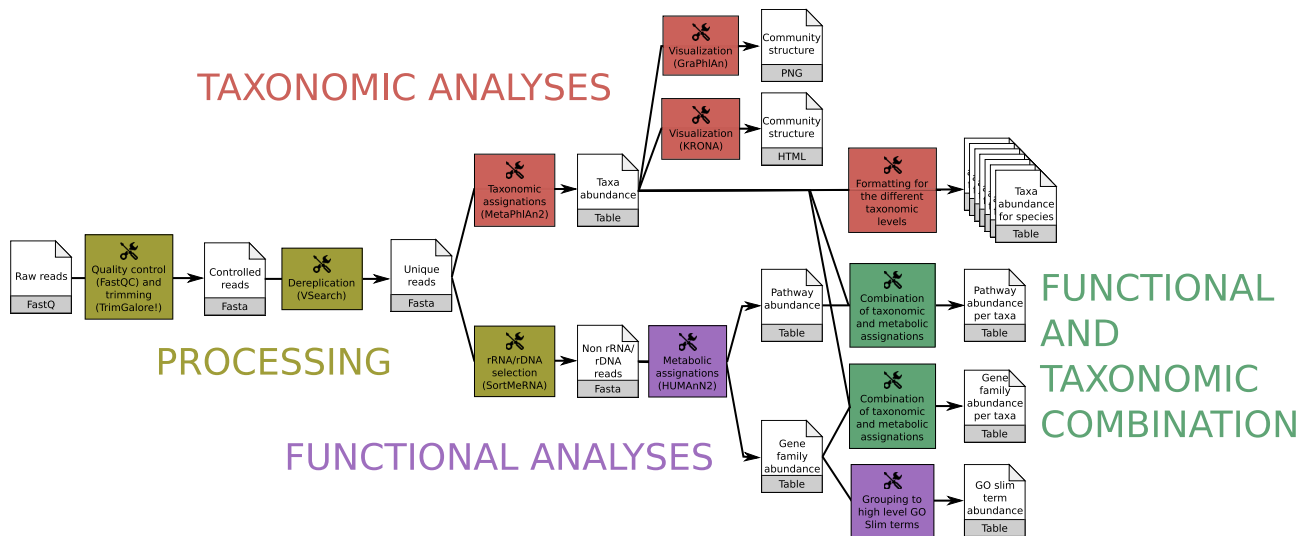 TAXONOMIC ANALYSES
Visualization
(GraPhlAn)
Community
structure
PNG
Visualization
(KRONA)
Community
structure
HTML
Taxonomic
assignations
(MetaPhlAn2)
Taxa
abundance
Table
Formatting for
the different
taxonomic
levels
Taxa
abundance
for species
Table
Raw reads
FastQ
Quality control
(FastQC) and
trimming
(TrimGalore!)
Controlled
reads
Fasta
Dereplication
(VSearch)
Unique
reads
Fasta
Pathway
abundance
Table
Combination
of taxonomic
and metabolic
assignations
Pathway
abundance
per taxa
Table
FUNCTIONAL
AND
TAXONOMIC
COMBINATION
PROCESSING
rRNA/rDNA
selection
(SortMeRNA)
Non rRNA/
rDNA
reads
Fasta
Metabolic
assignations
(HUMAnN2)
Combination
of taxonomic
and metabolic
assignations
Gene
family
abundance
per taxa
Table
FUNCTIONAL ANALYSES
Gene
family
abundance
Table
Grouping to
high level GO
Slim terms
GO slim
term
abundance
Table